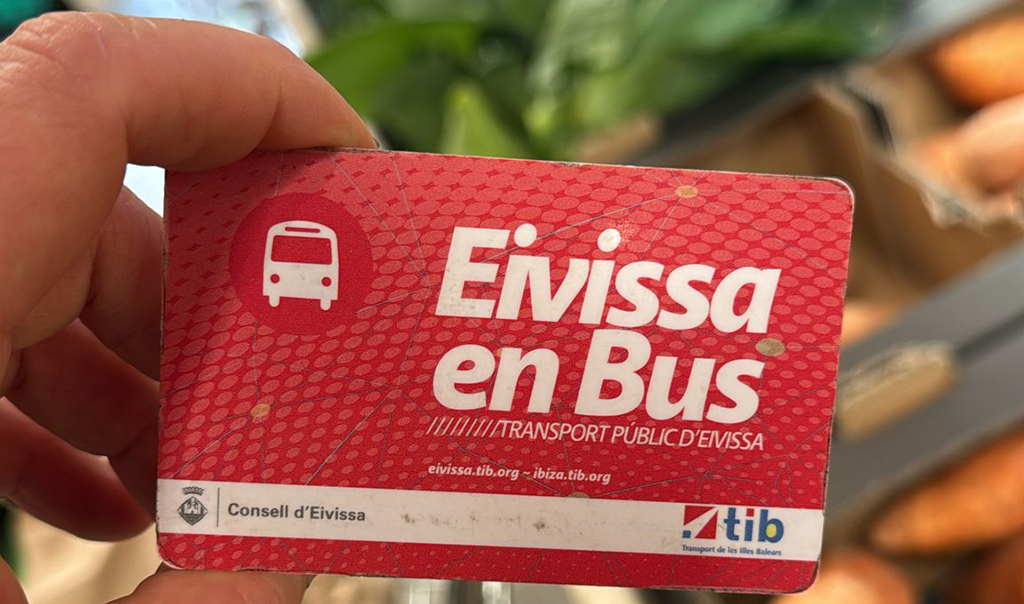 Eivissa
en Bus
/////////TRANSPORT PÚBLIC D'EIVISSA
eivissa.tib.org ~ ibiza.tib.org
Consell d'Eivissa
tib
Transport de les Illes Balears